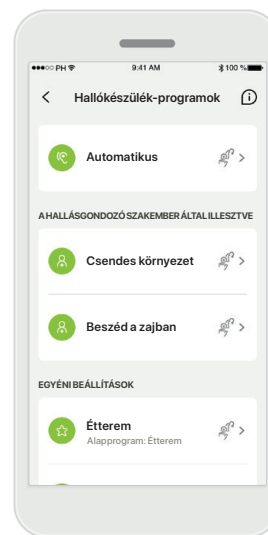 PH 9:41 AM 100 %
Hallókészülék-programok
Automatikus
A HALLÁSGONDOZÓ SZAKEMBER ÁLTAL ILLESZTVE
Csendes környezet
Beszéd a zajban
EGYÉNI BEÁLLÍTÁSOK
Étterem
Alapprogram: Étterem